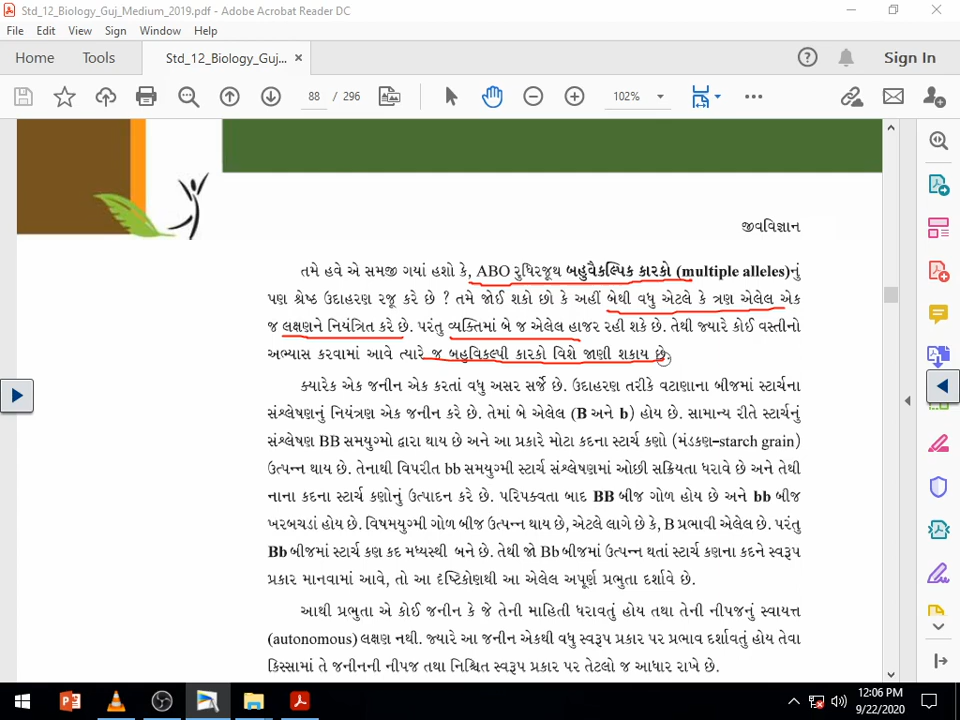 Std_12_Biology_Guj_Medium_2019.pdf - Adobe Acrobat Reader DC
File Edit View Sign Window Help
Home Tools Std_12_Biology_Guj... × Sign In
88 / 296 102%
જીવવિજ્ઞાન
તમે હવે એ સમજી ગયાં હશો કે, ABO રુધિરજૂથ બહુવૈકલ્પિક કારકો (multiple alleles)નું
પણ શ્રેષ્ઠ ઉદાહરણ રજૂ કરે છે ? તમે જોઈ શકો છો કે અહીં બેથી વધુ એટલે કે ત્રણ એલેલ એક
જ લક્ષણને નિયંત્રિત કરે છે. પરંતુ વ્યક્તિમાં બે જ એલેલ હાજર રહી શકે છે. તેથી જ્યારે કોઈ વસ્તીનો
અભ્યાસ કરવામાં આવે ત્યારે જ બહુવિકલ્પી કારકો વિશે જાણી શકાય છે.
ક્યારેક એક જનીન એક કરતાં વધુ અસર સર્જે છે. ઉદાહરણ તરીકે વટાણાના બીજમાં સ્ટાર્ચના
સંશ્લેષણનું નિયંત્રણ એક જનીન કરે છે. તેમાં બે એલેલ (B અને b) હોય છે. સામાન્ય રીતે સ્ટાર્ચનું
સંશ્લેષણ BB સમયુગ્મો દ્વારા થાય છે અને આ પ્રકારે મોટા કદના સ્ટાર્ચ કણો (મંડકણ–starch grain)
ઉત્પન્ન થાય છે. તેનાથી વિપરીત bb સમયુગ્મી સ્ટાર્ચ સંશ્લેષણમાં ઓછી સક્રિયતા ધરાવે છે અને તેથી
નાના કદના સ્ટાર્ચ કણોનું ઉત્પાદન કરે છે. પરિપક્વતા બાદ BB બીજ ગોળ હોય છે અને bb બીજ
ખરબચડાં હોય છે. વિષમયુગ્મી ગોળ બીજ ઉત્પન્ન થાય છે, એટલે લાગે છે કે, B પ્રભાવી એલેલ છે. પરંતુ
Bb બીજમાં સ્ટાર્ચ કણ કદ મધ્યસ્થી બને છે. તેથી જો Bb બીજમાં ઉત્પન્ન થતાં સ્ટાર્ચ કણના કદને સ્વરૂપ
પ્રકાર માનવામાં આવે, તો આ દૃષ્ટિકોણથી આ એલેલ અપૂર્ણ પ્રભુતા દર્શાવે છે.
આથી પ્રભુતા એ કોઈ જનીન કે જે તેની માહિતી ધરાવતું હોય તથા તેની નીપજનું સ્વાયત્ત
(autonomous) લક્ષણ નથી. જ્યારે આ જનીન એકથી વધુ સ્વરૂપ પ્રકાર પર પ્રભાવ દર્શાવતું હોય તેવા
કિસ્સામાં તે જનીનની નીપજ તથા નિશ્ચિત સ્વરૂપ પ્રકાર પર તેટલો જ આધાર રાખે છે.
12:06 PM
9/22/2020